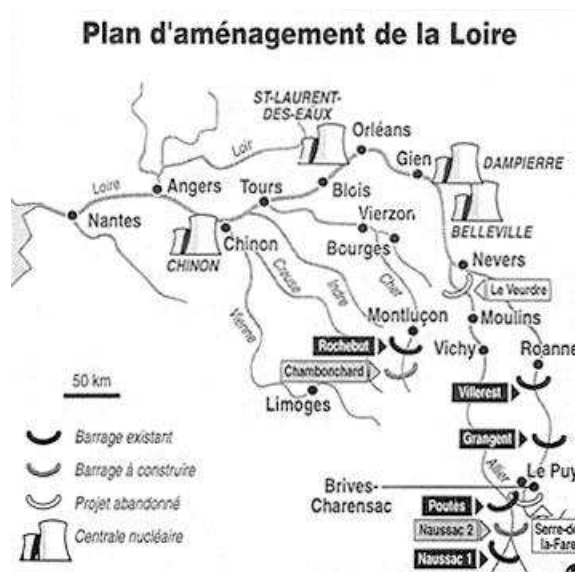 Plan d'aménagement de la Loire
ST-LAURENT-
DES-EAUX
Orléans
Loir
Gien
DAMPIERRE
Loire
Angers
Tours
Blois
Nantes
Vierzon
BELLEVILLE
Chinon
Bourges
CHINON
Nevers
Creuse
Indre
Cher
Le Veurdre
Vienne
Montluçon
Moulins
Rochebut
Vichy
Roanne
Chambonchard
50 km
Limoges
Villerest
Barrage existant
Grangent
Barrage à construire
Allier
Le Puy
Projet abandonné
Brives-
Charensac
Poutès
Centrale nucléaire
Naussac 2
Serre-de-
la-Fare
Naussac 1